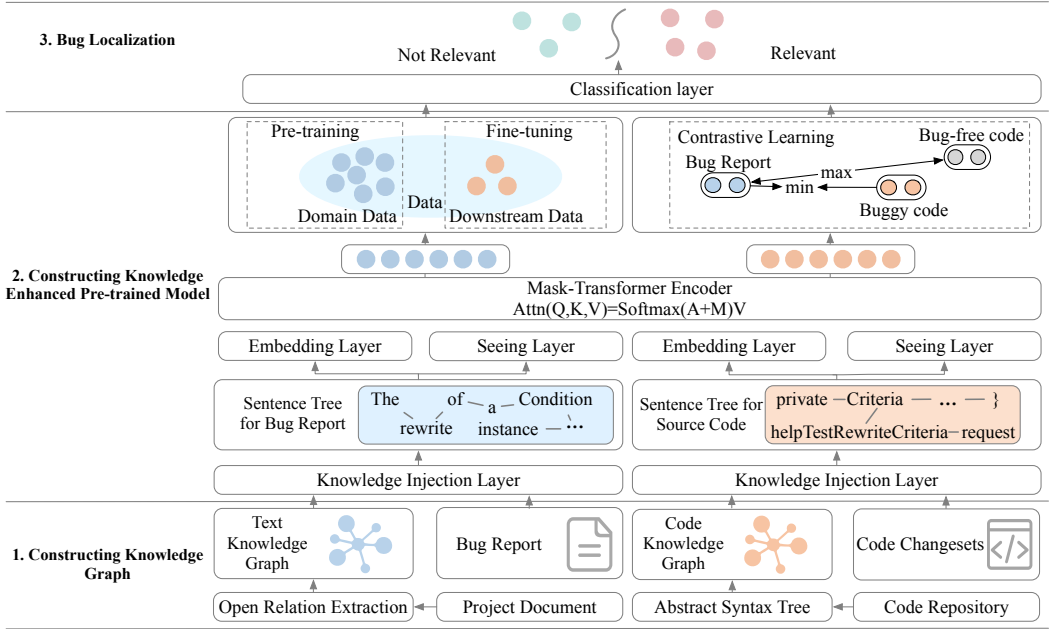 3. Bug Localization
Not Relevant
Relevant
Classification layer
2. Constructing Knowledge
Enhanced Pre-trained Model
Pre-training
Fine-tuning
Data
Domain Data
Downstream Data
Contrastive Learning
Bug-free code
Bug Report
max
min
Buggy code
Mask-Transformer Encoder
Attn(Q,K,V)=Softmax(A+M)V
Embedding Layer
Seeing Layer
Embedding Layer
Seeing Layer
Sentence Tree
for Bug Report
The of a Condition
rewrite instance ...
Sentence Tree for
Source Code
private Criteria ... }
helpTestRewriteCriteria request
Knowledge Injection Layer
Knowledge Injection Layer
1. Constructing Knowledge
Graph
Text
Knowledge
Graph
Bug Report
Code
Knowledge
Graph
Code Changesets
</>
Open Relation Extraction
Project Document
Abstract Syntax Tree
Code Repository